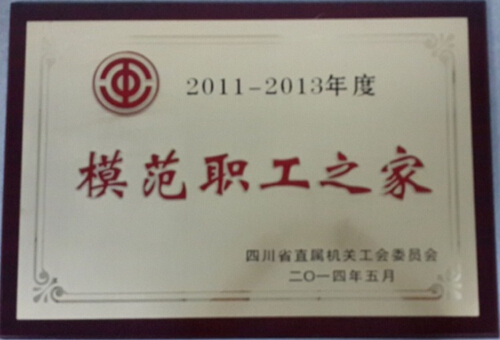 2011-2013年度
模范职工之家
四川省直属机关工会委员会
二〇一四年五月